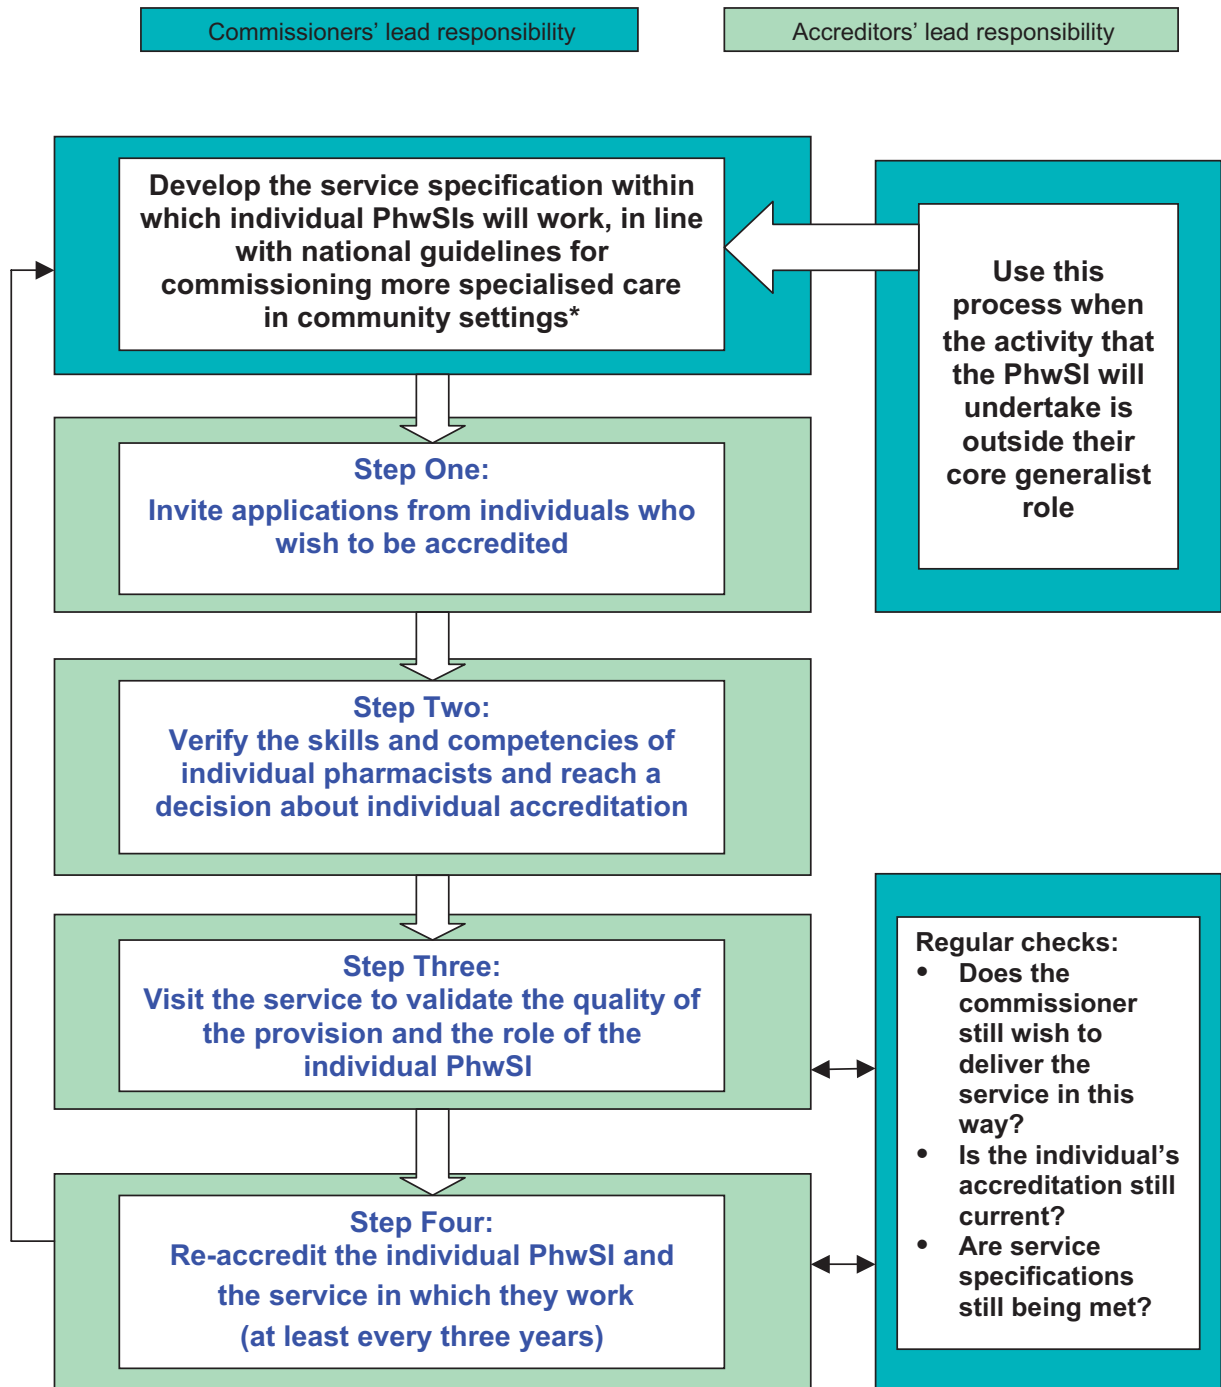 Commissioners' lead responsibility
Accreditors' lead responsibility
Develop the service specification within
which individual PhwSIs will work, in line
with national guidelines for
commissioning more specialised care
in community settings*
Use this
process when
the activity that
the PhwSI will
undertake is
outside their
core generalist
role
Step One:
Invite applications from individuals who
wish to be accredited
Step Two:
Verify the skills and competencies of
individual pharmacists and reach a
decision about individual accreditation
Step Three:
Visit the service to validate the quality of
the provision and the role of the
individual PhwSI
Step Four:
Re-accredit the individual PhwSI and
the service in which they work
(at least every three years)
Regular checks:
• Does the
commissioner
still wish to
deliver the
service in this
way?
• Is the individual's
accreditation still
current?
• Are service
specifications
still being met?